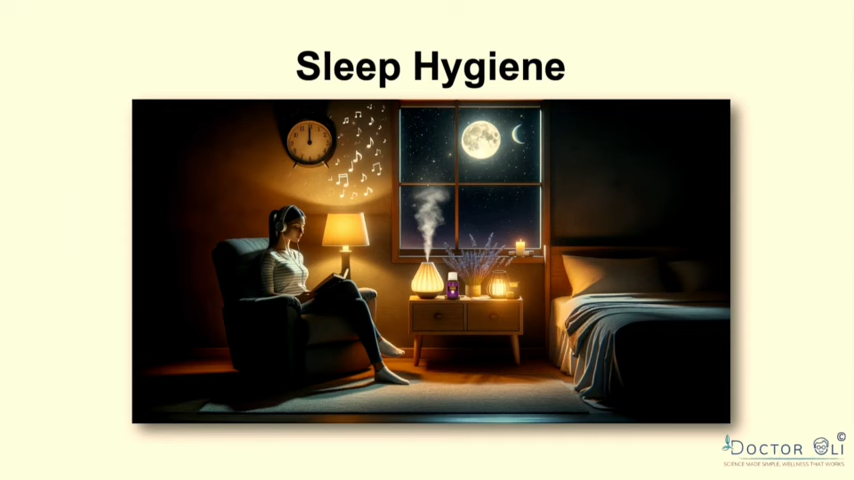 Sleep Hygiene
DOCTOR OLI ©
SCIENCE MADE SIMPLE, WELLNESS THAT WORKS